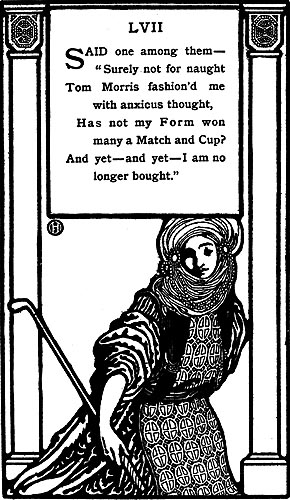 LVII
SAID one among them—
"Surely not for naught
Tom Morris fashion'd me
with anxicus thought,
Has not my Form won
many a Match and Cup?
And yet—and yet—I am no
longer bought."